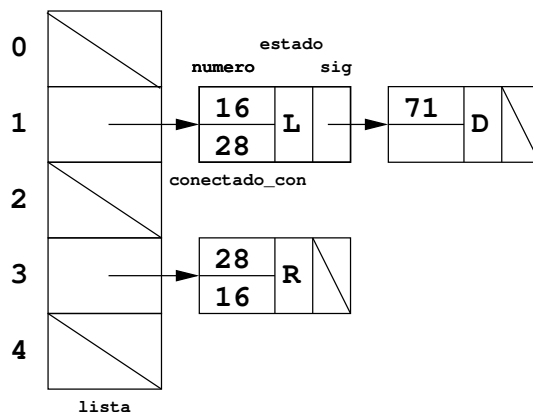 estado
0
numero sig
16 71
1 L D
28
conectado_con
2
28
3 R
16
4
lista